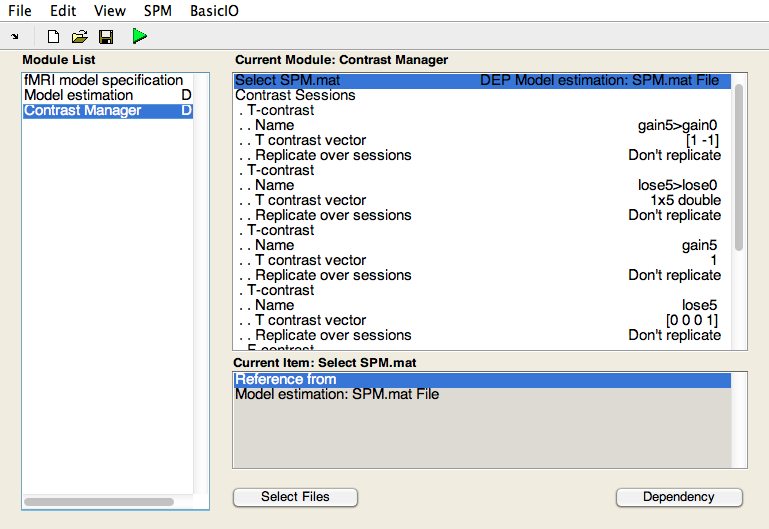 File Edit View SPM BasicIO
Module List
Current Module: Contrast Manager
fMRI model specification
Model estimation D
Contrast Manager D
Select SPM.mat DEP Model estimation: SPM.mat File
Contrast Sessions
. T-contrast
. . Name gain5>gain0
. . T contrast vector [1 -1]
. . Replicate over sessions Don't replicate
. T-contrast
. . Name lose5>lose0
. . T contrast vector 1x5 double
. . Replicate over sessions Don't replicate
. T-contrast
. . Name gain5
. . T contrast vector 1
. . Replicate over sessions Don't replicate
. T-contrast
. . Name lose5
. . T contrast vector [0 0 0 1]
. . Replicate over sessions Don't replicate
. F-contrast
Current Item: Select SPM.mat
Reference from
Model estimation: SPM.mat File
Select Files
Dependency